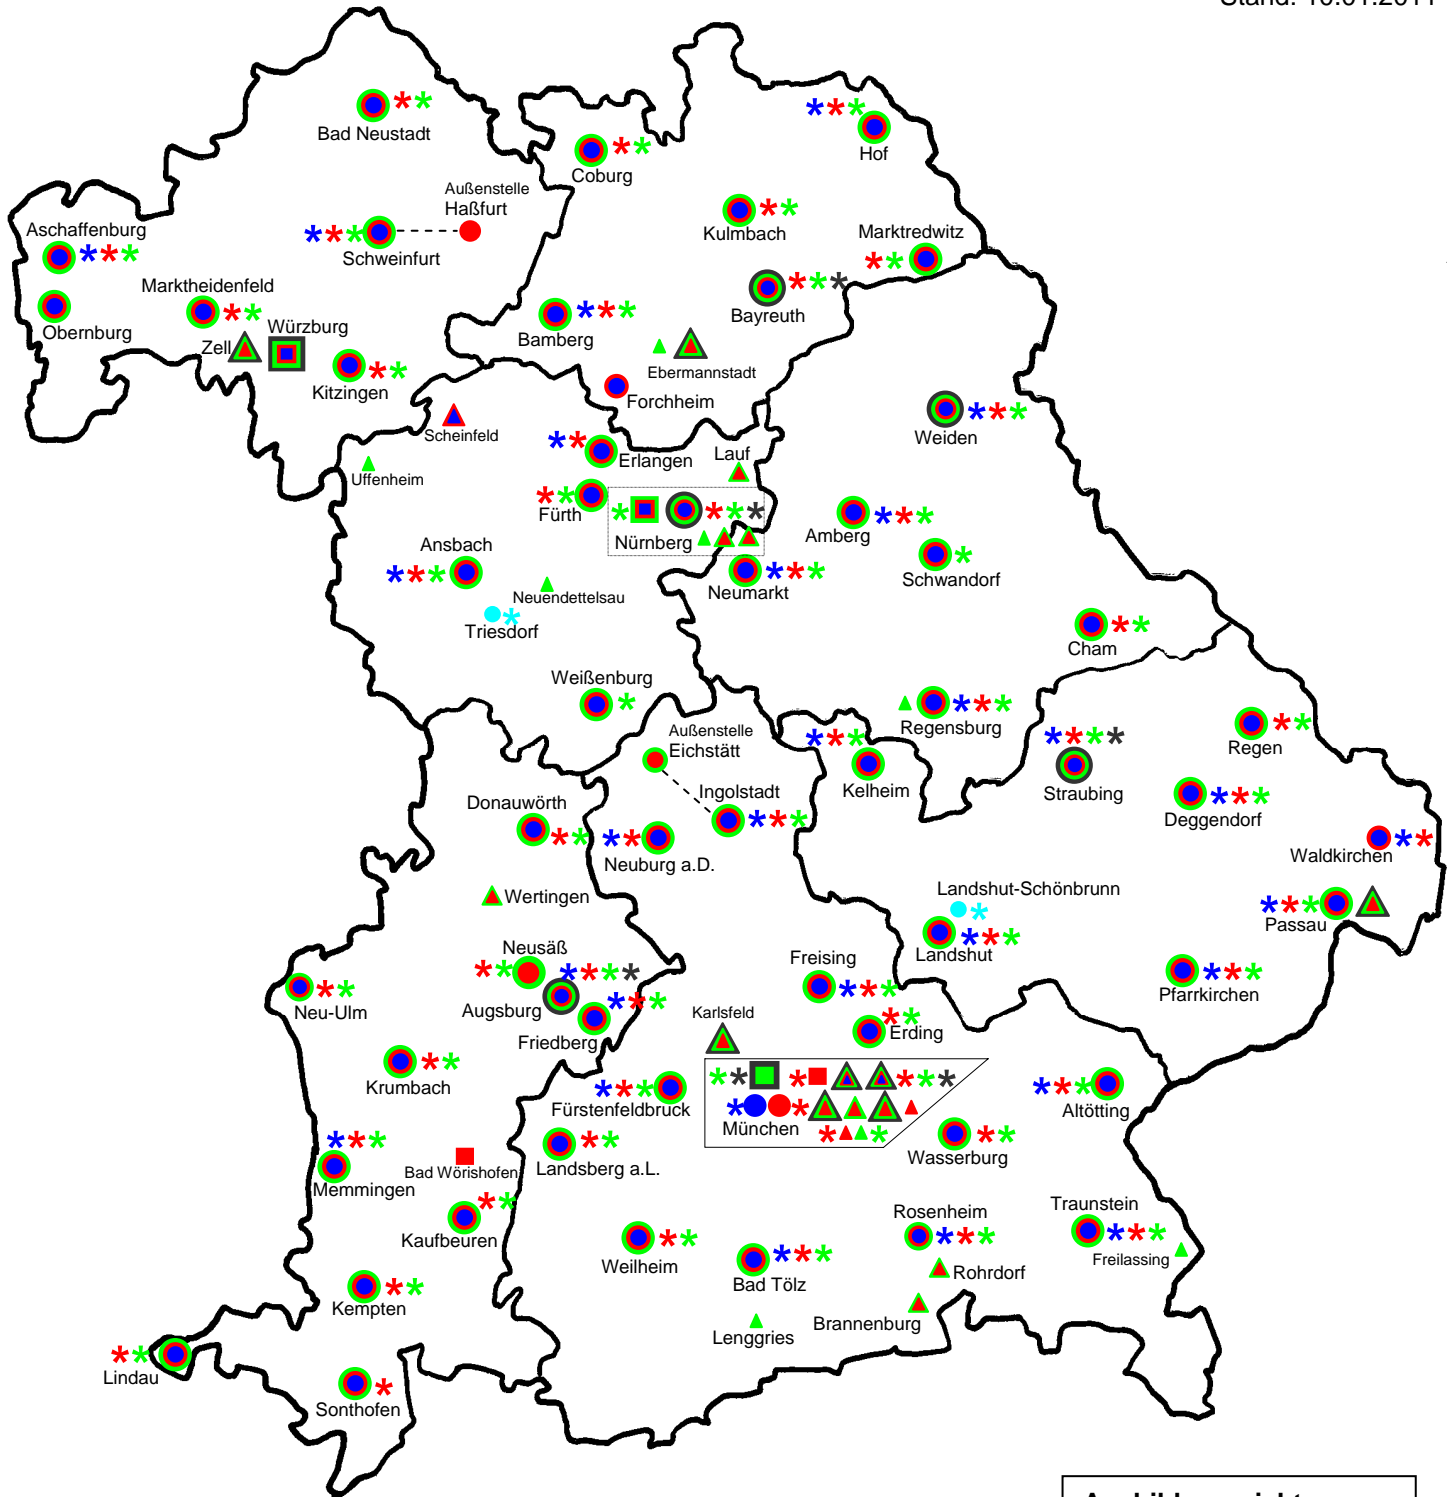 Bad Neustadt
Coburg
Hof
Außenstelle
Haßfurt
Aschaffenburg
Schweinfurt
Kulmbach
Marktredwitz
Marktheidenfeld
Obernburg
Würzburg
Zell
Kitzingen
Bayreuth
Bamberg
Ebermannstadt
Forchheim
Scheinfeld
Weiden
Uffenheim
Erlangen
Lauf
Fürth
Nürnberg
Amberg
Ansbach
Schwandorf
Neumarkt
Neuendettelsau
Triesdorf
Cham
Weißenburg
Regensburg
Außenstelle
Eichstätt
Regen
Kelheim
Straubing
Ingolstadt
Donauwörth
Deggendorf
Neuburg a.D.
Waldkirchen
Wertingen
Landshut-Schönbrunn
Passau
Neusäß
Landshut
Freising
Pfarrkirchen
Neu-Ulm
Augsburg
Karlsfeld
Friedberg
Erding
Krumbach
Fürstenfeldbruck
Altötting
München
Landsberg a.L.
Wasserburg
Bad Wörishofen
Memmingen
Traunstein
Rosenheim
Kaufbeuren
Weilheim
Freilassing
Bad Tölz
Rohrdorf
Kempten
Brannenburg
Lenggries
Lindau
Sonthofen